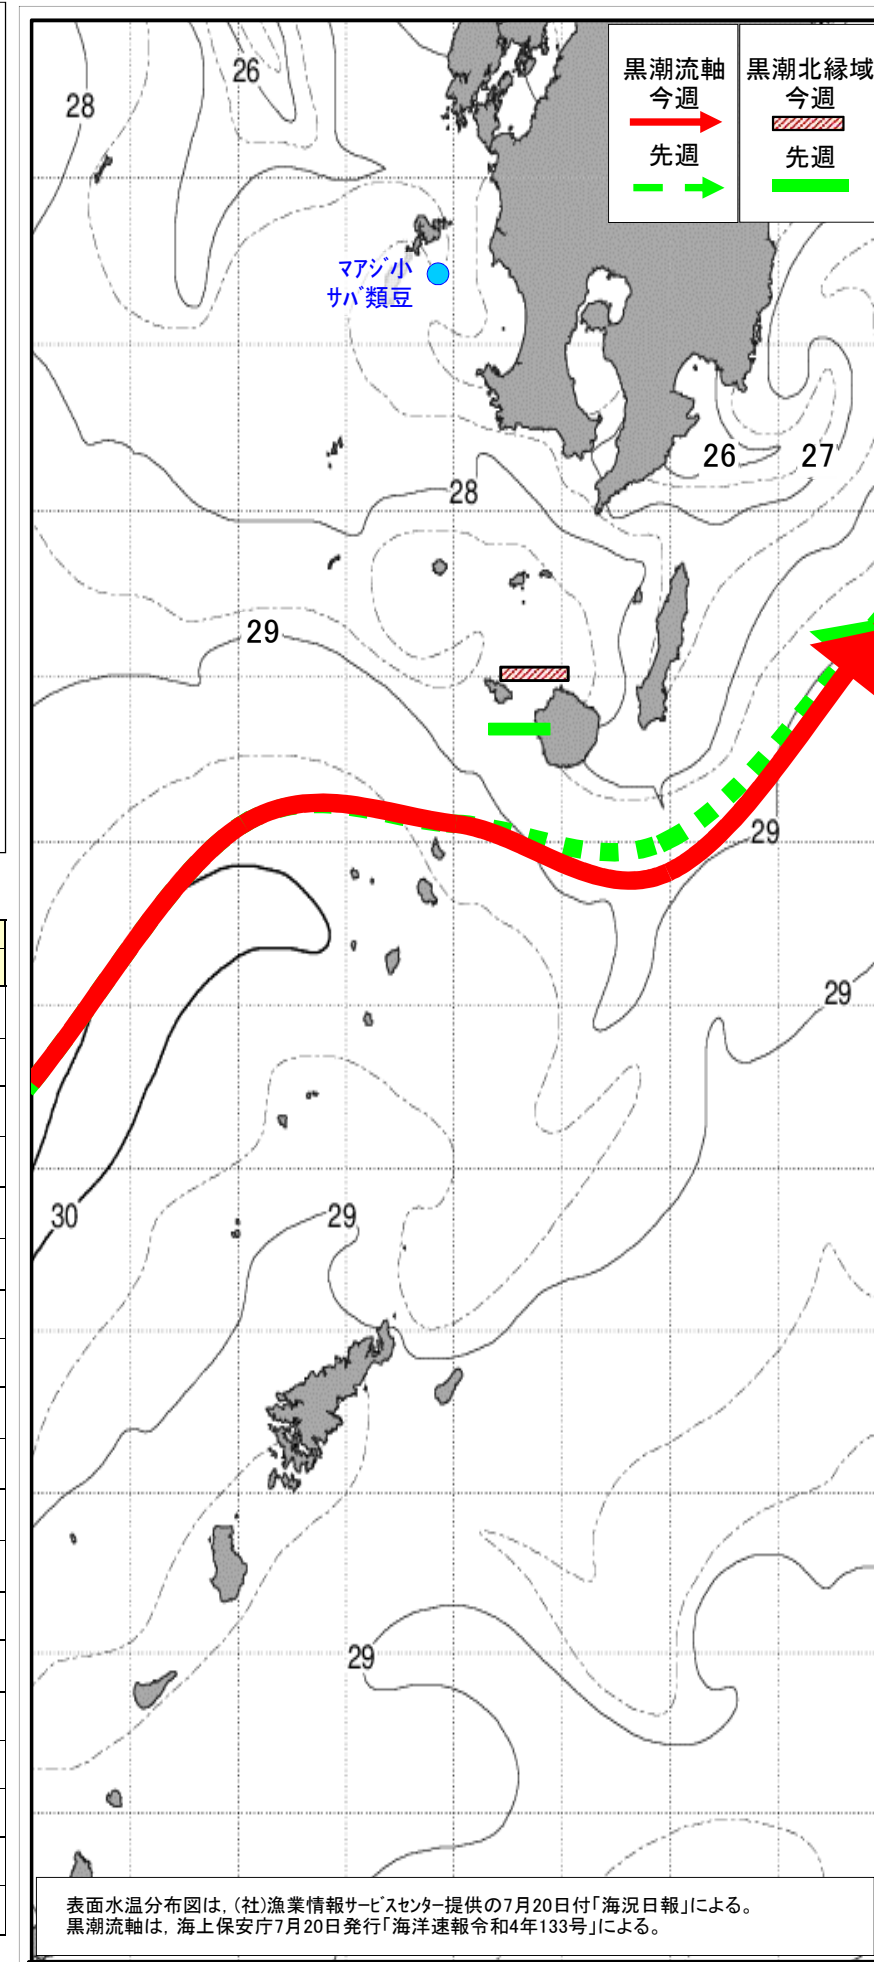 黒潮流軸
今週
先週
黒潮北縁域
今週
先週
26
28
マアジ小
サバ類豆
26
27
28
29
29
29
30
29
29
表面水温分布図は,(社)漁業情報サービスセンター提供の7月20日付「海況日報」による。
黒潮流軸は,海上保安庁7月20日発行「海洋速報令和4年133号」による。